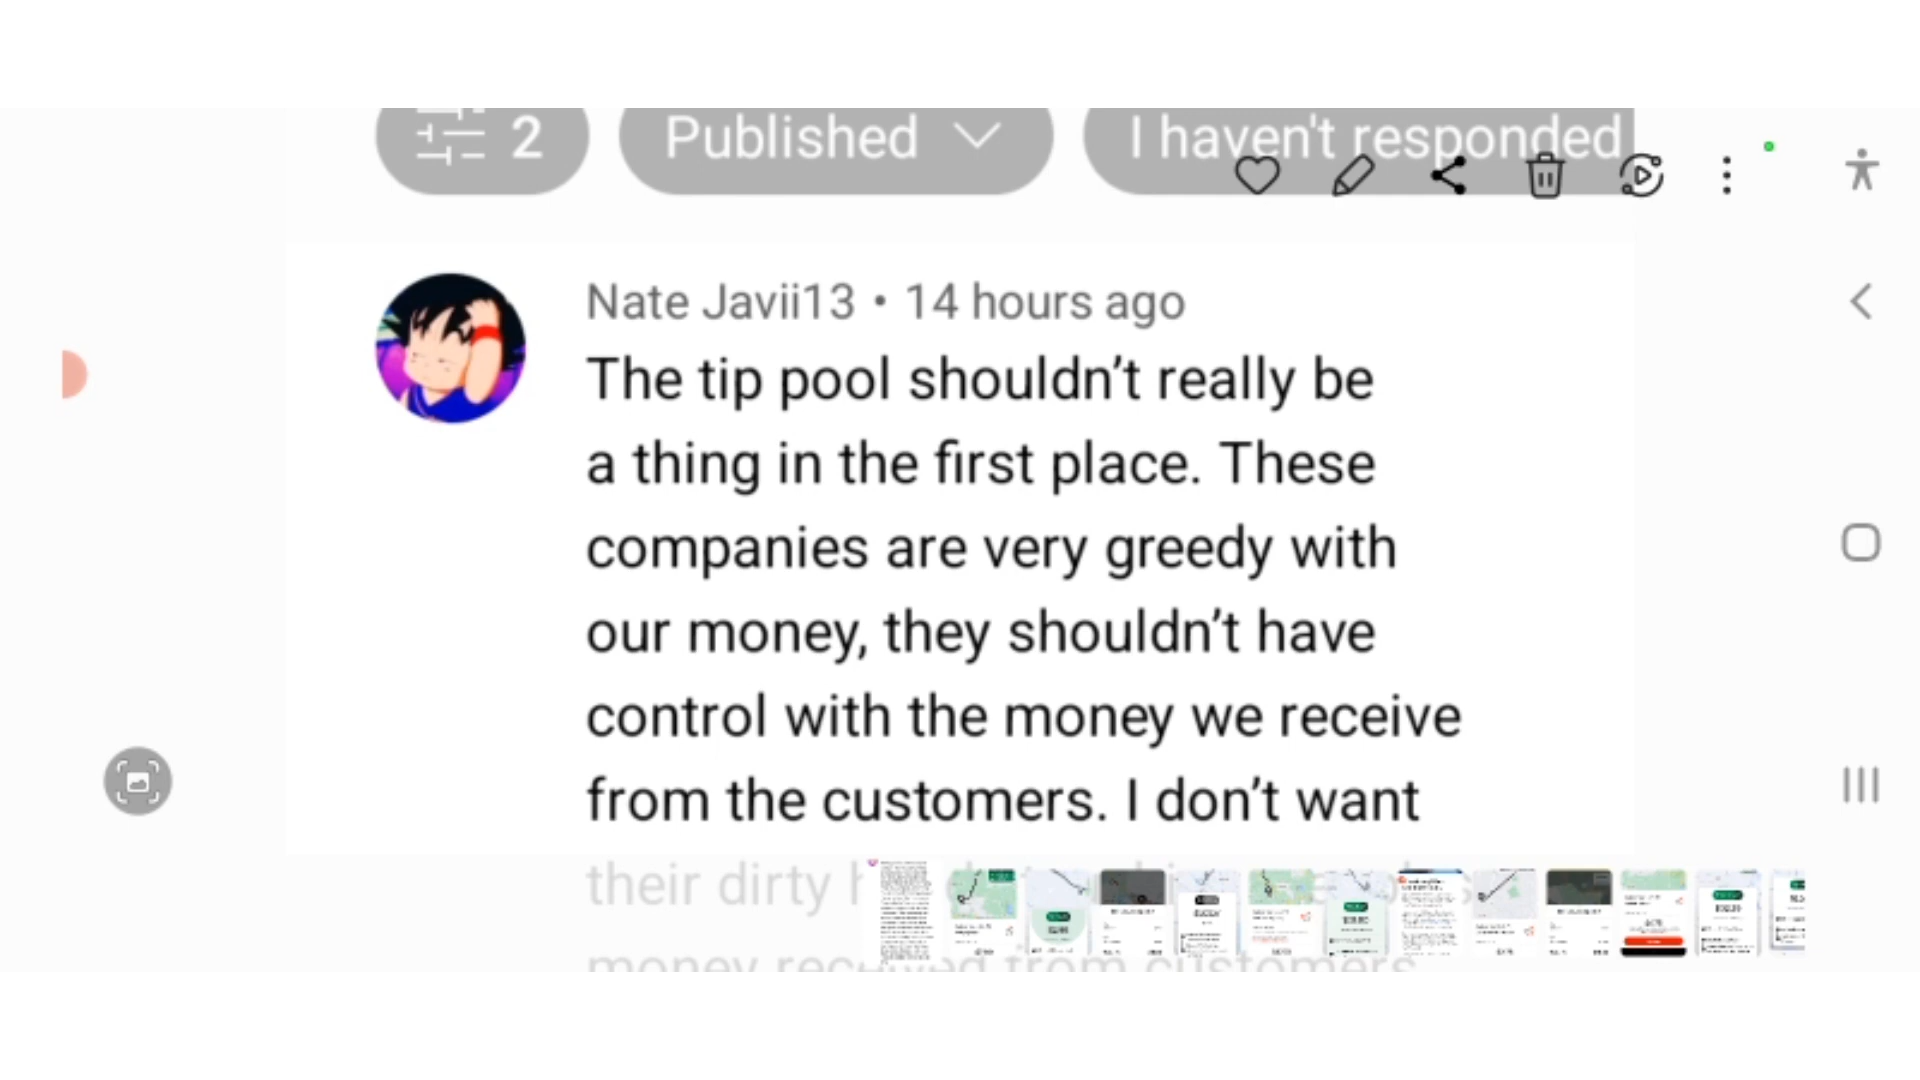 2
Published
I haven't responded
Nate Javii13 • 14 hours ago
The tip pool shouldn't really be
a thing in the first place. These
companies are very greedy with
our money, they shouldn't have
control with the money we receive
from the customers. I don't want
their dirty
money received from customers